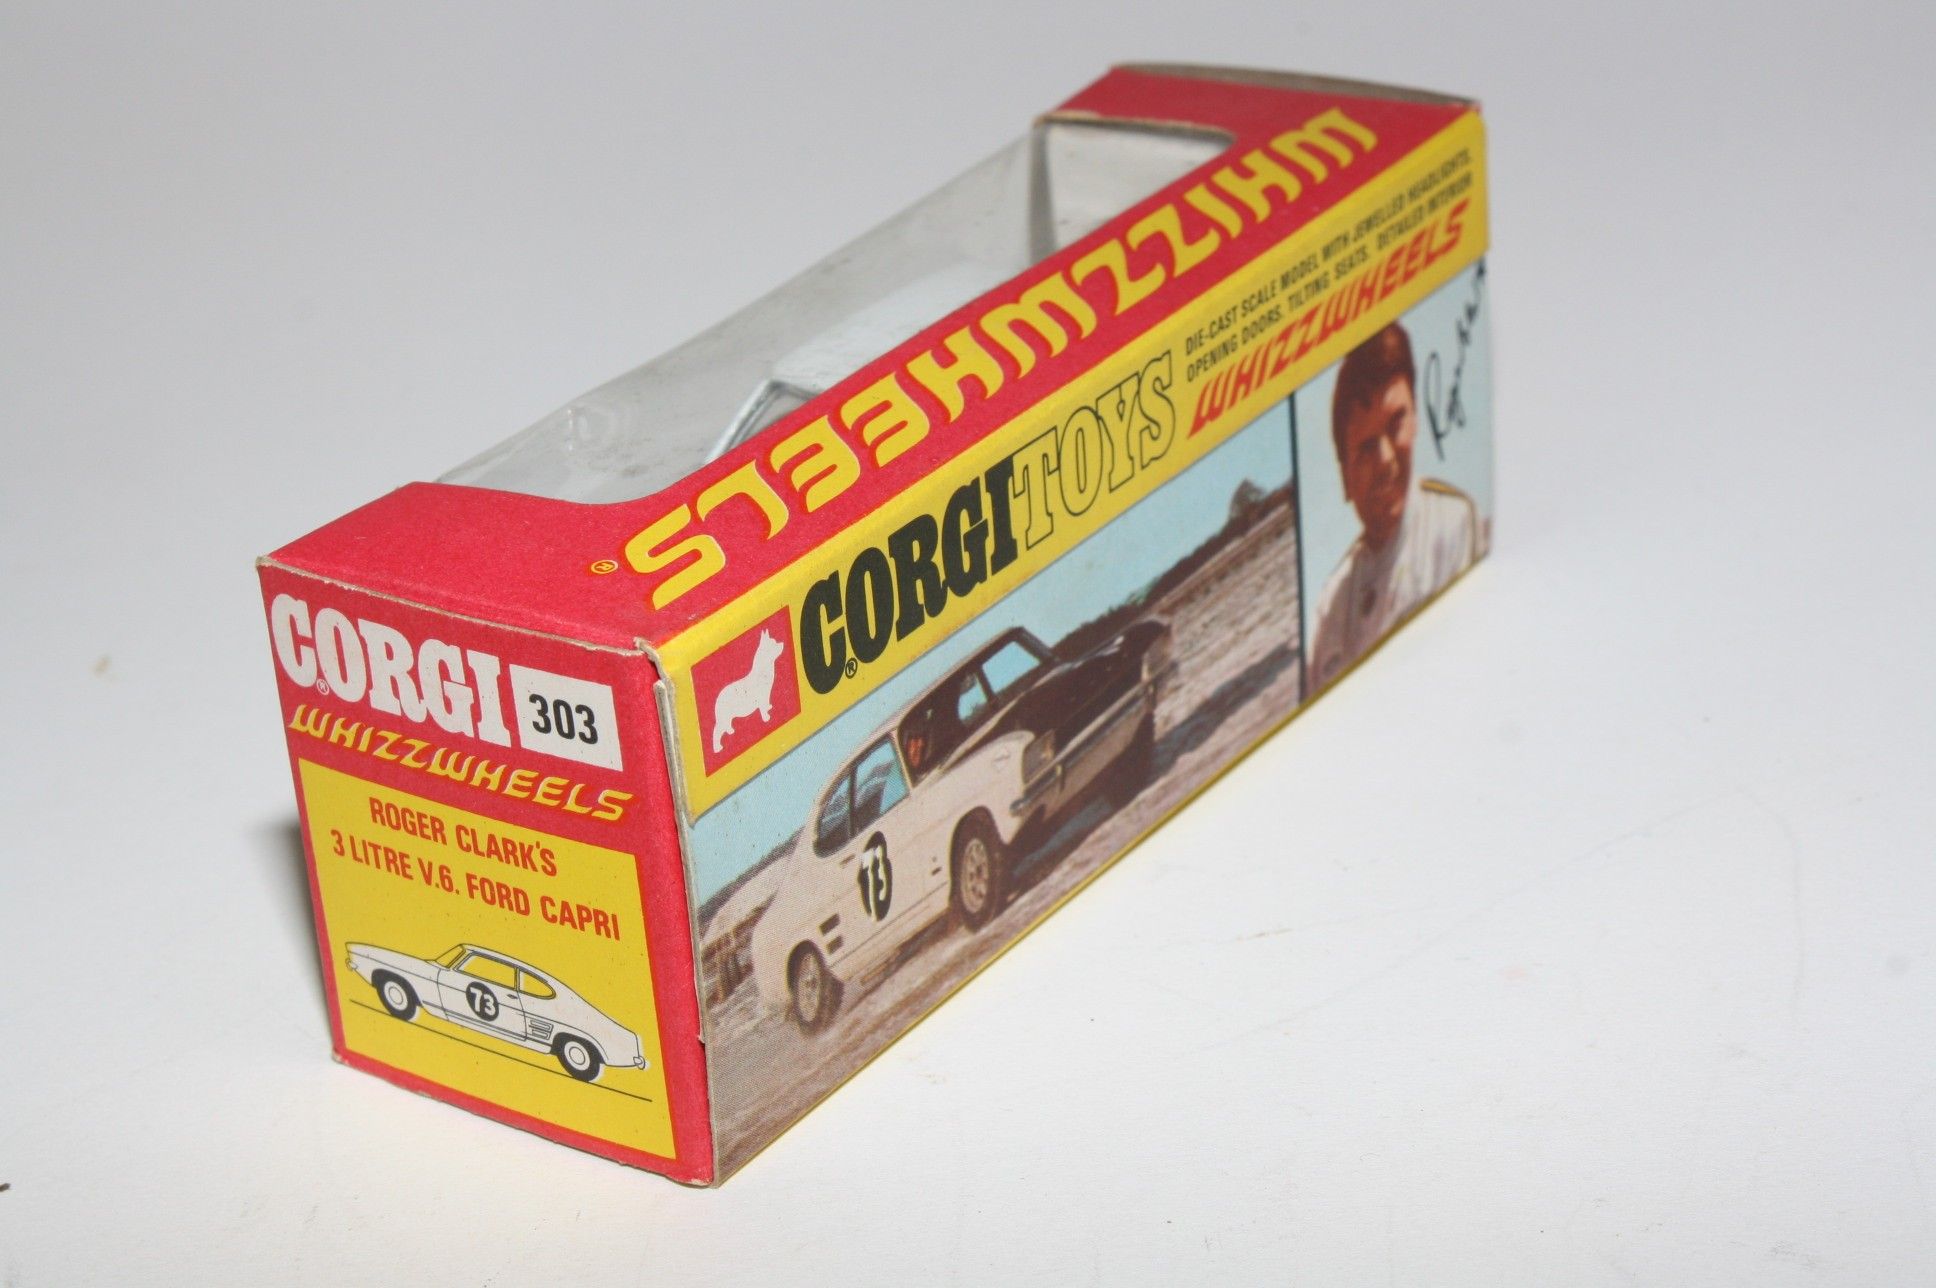 WHIZZWHEELS®
CORGI® TOYS
DIE-CAST SCALE MODEL WITH JEWELLED HEADLIGHTS.
OPENING DOORS. TILTING SEATS. DETAILED INTERIOR
WHIZZWHEELS
73
CORGI® 303
WHIZZWHEELS
ROGER CLARK'S
3 LITRE V.6. FORD CAPRI
73